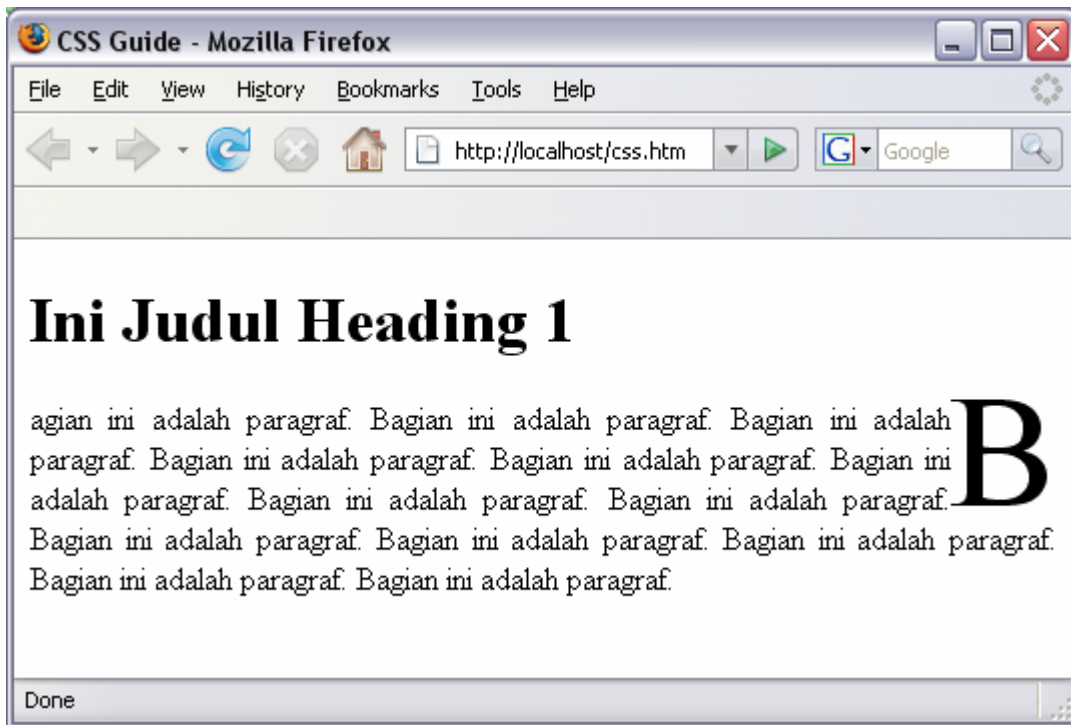 CSS Guide - Mozilla Firefox
File Edit View History Bookmarks Tools Help
http://localhost/css.htm G Google
Ini Judul Heading 1
agian ini adalah paragraf. Bagian ini adalah paragraf. Bagian ini adalah B
paragraf. Bagian ini adalah paragraf. Bagian ini adalah paragraf. Bagian ini
adalah paragraf. Bagian ini adalah paragraf. Bagian ini adalah paragraf.
Bagian ini adalah paragraf. Bagian ini adalah paragraf. Bagian ini adalah paragraf.
Bagian ini adalah paragraf. Bagian ini adalah paragraf.
Done